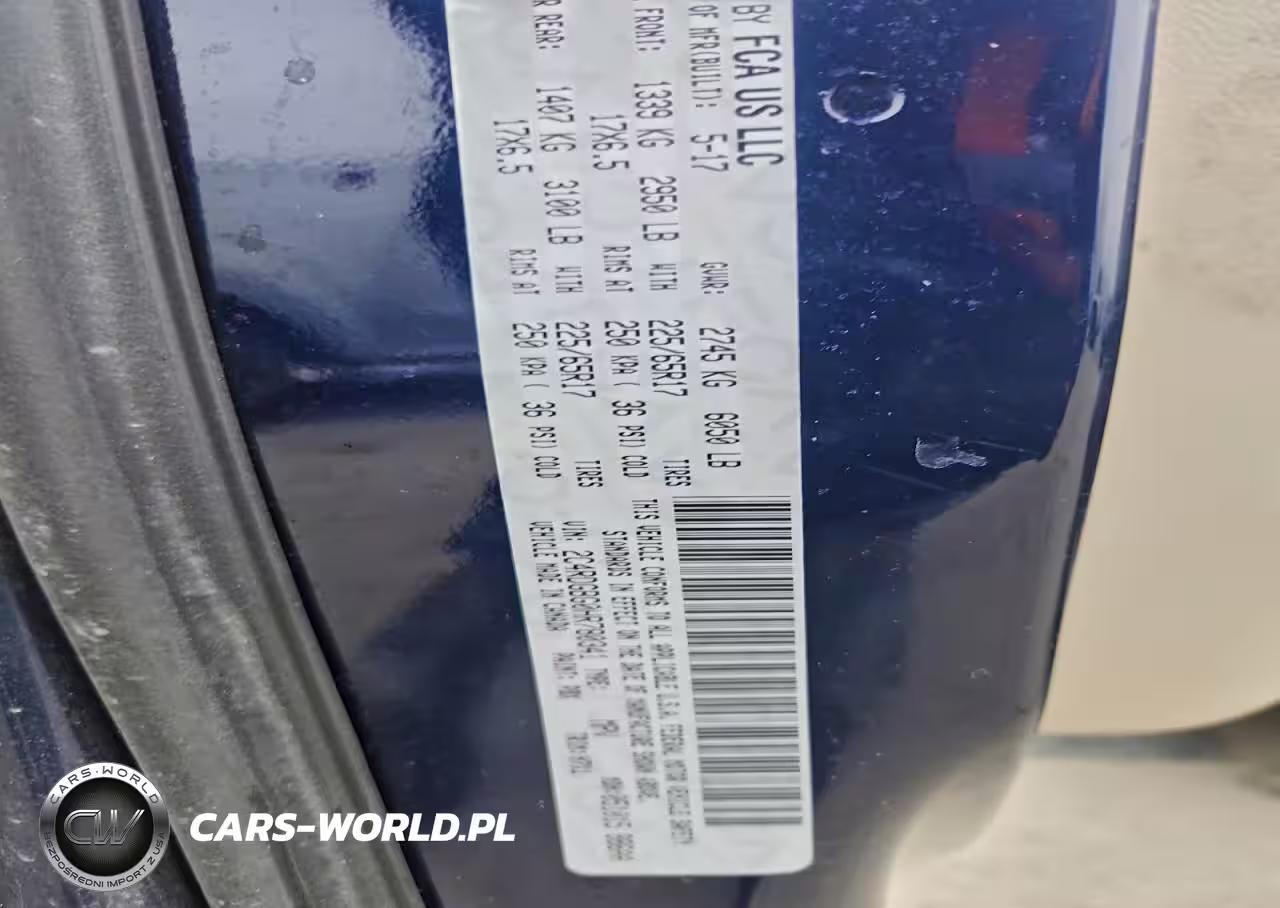 BY FCA US LLC
OF MFR(BUILT): 5-17 GVWR: 2745 KG 6050 LB
FRONT: 1339 KG 2950 LB WITH 225/65R17 TIRES
17X6.5 RIMS AT 250 KPA( 36 PSI) COLD
R REAR: 1407 KG 3100 LB WITH 225/65R17 TIRES
17X6.5 RIMS AT 250 KPA( 36 PSI) COLD
THIS VEHICLE CONFORMS TO ALL APPLICABLE U.S.A. FEDERAL MOTOR VEHICLE SAFETY
STANDARDS IN EFFECT ON THE DATE OF MANUFACTURE SHOWN ABOVE.
VIN: TYPE: MPV
VEHICLE MADE IN CANADA PAINT:
CARS-WORLD
CW
BEZPOŚREDNI IMPORT Z USA
CARS-WORLD.PL